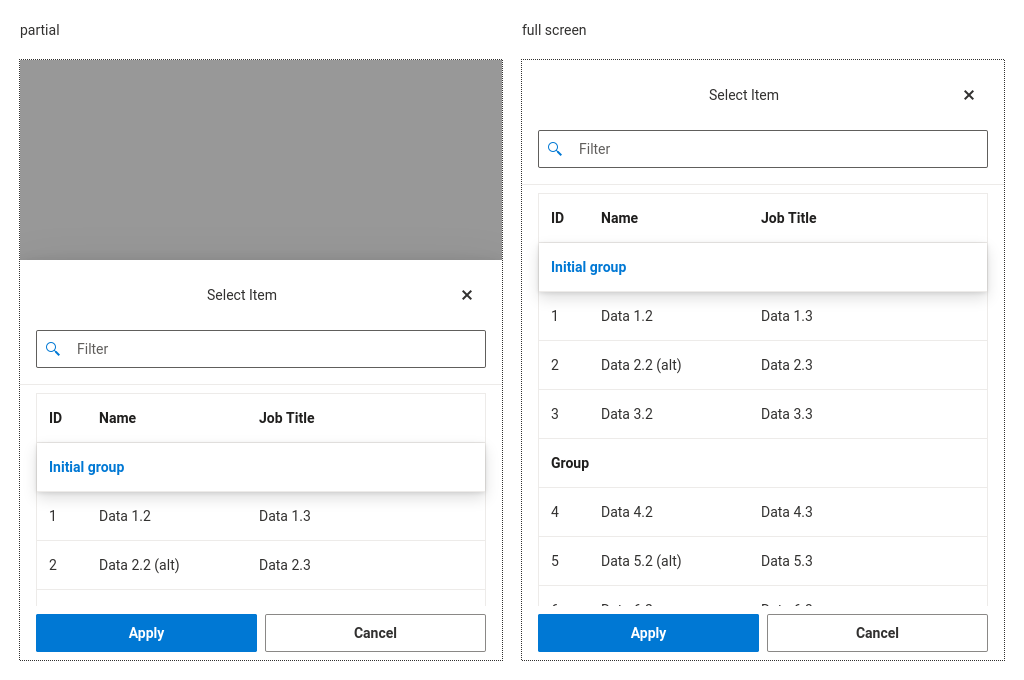 partial
Select Item ×
Filter
ID Name Job Title
Initial group
1 Data 1.2 Data 1.3
2 Data 2.2 (alt) Data 2.3
Apply Cancel
full screen
Select Item ×
Filter
ID Name Job Title
Initial group
1 Data 1.2 Data 1.3
2 Data 2.2 (alt) Data 2.3
3 Data 3.2 Data 3.3
Group
4 Data 4.2 Data 4.3
5 Data 5.2 (alt) Data 5.3
Apply Cancel